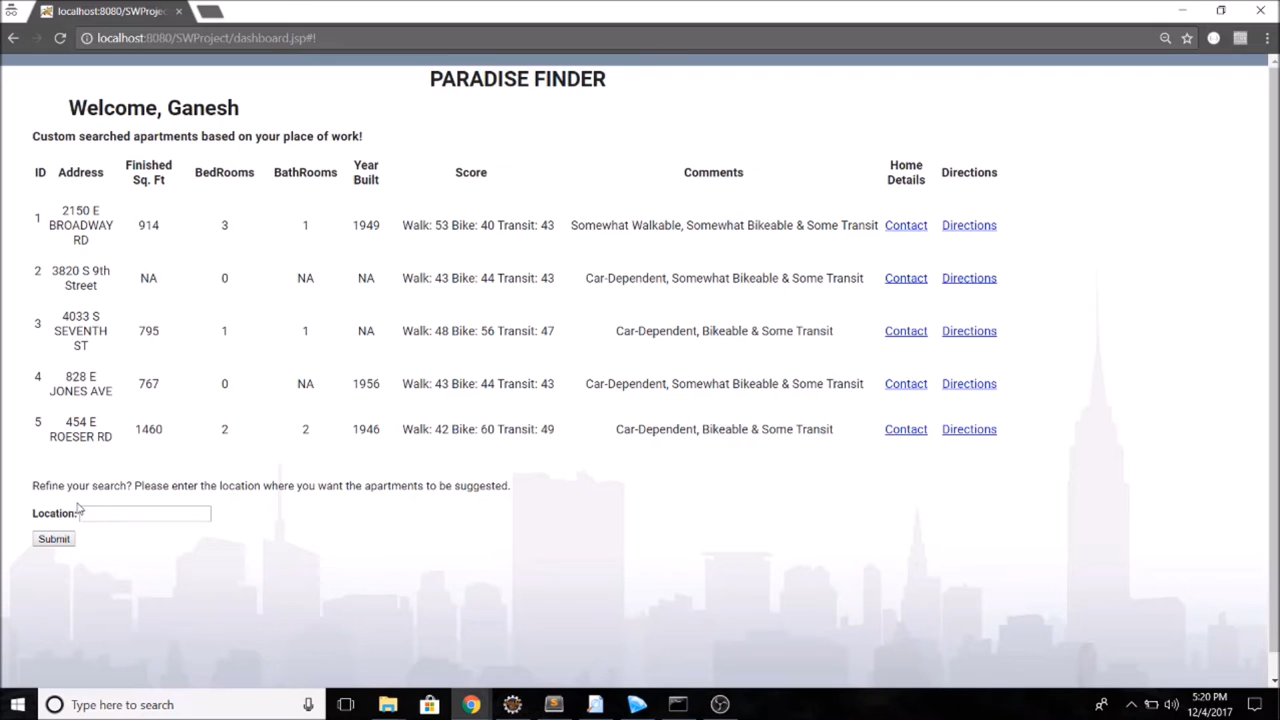 localhost:8080/SWProjec
localhost:8080/SWProject/dashboard.jsp#!
PARADISE FINDER
Welcome, Ganesh
Custom searched apartments based on your place of work!
ID Address Finished Sq. Ft BedRooms BathRooms Year Built Score Comments Home Details Directions
1 2150 E BROADWAY RD 914 3 1 1949 Walk: 53 Bike: 40 Transit: 43 Somewhat Walkable, Somewhat Bikeable & Some Transit Contact Directions
2 3820 S 9th Street NA 0 NA NA Walk: 43 Bike: 44 Transit: 43 Car-Dependent, Somewhat Bikeable & Some Transit Contact Directions
3 4033 S SEVENTH ST 795 1 1 NA Walk: 48 Bike: 56 Transit: 47 Car-Dependent, Bikeable & Some Transit Contact Directions
4 828 E JONES AVE 767 0 NA 1956 Walk: 43 Bike: 44 Transit: 43 Car-Dependent, Somewhat Bikeable & Some Transit Contact Directions
5 454 E ROESER RD 1460 2 2 1946 Walk: 42 Bike: 60 Transit: 49 Car-Dependent, Bikeable & Some Transit Contact Directions
Refine your search? Please enter the location where you want the apartments to be suggested.
Location:
Submit
Type here to search
5:20 PM
12/4/2017